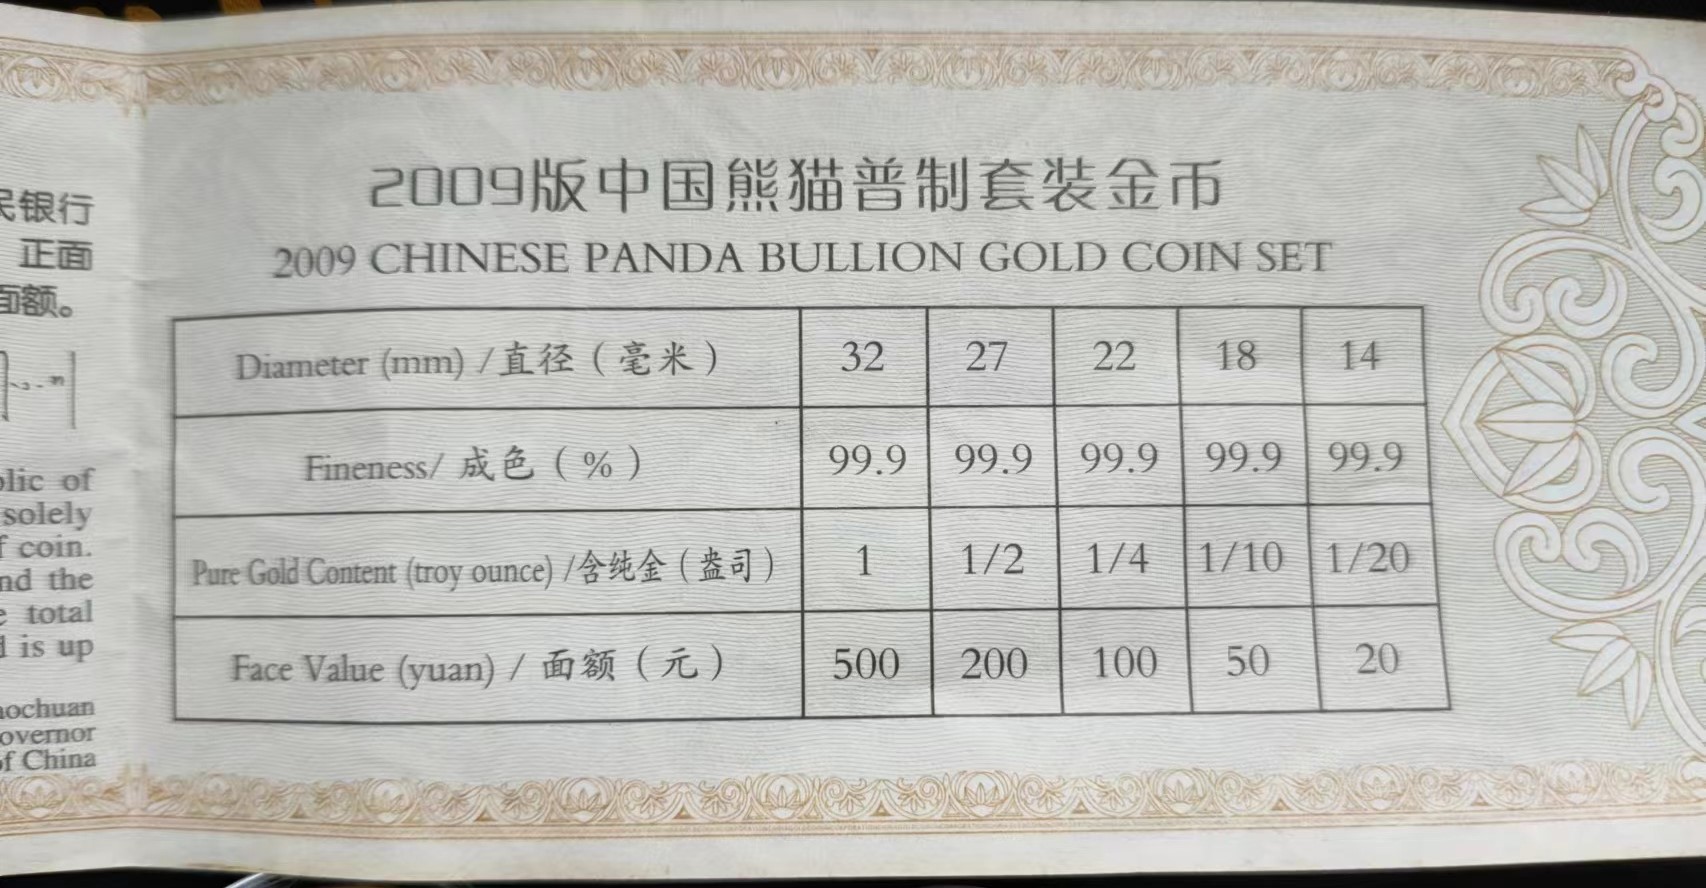 民银行
正面
面额。
blic of
solely
f coin.
nd the
e total
is up
aochuan
overnor
of China
2009版中国熊猫普制套装金币
2009 CHINESE PANDA BULLION GOLD COIN SET
Diameter (mm) /直径（毫米） 32 27 22 18 14
Fineness/ 成色（%） 99.9 99.9 99.9 99.9 99.9
Pure Gold Content (troy ounce) /含纯金（盎司） 1 1/2 1/4 1/10 1/20
Face Value (yuan) / 面额（元） 500 200 100 50 20